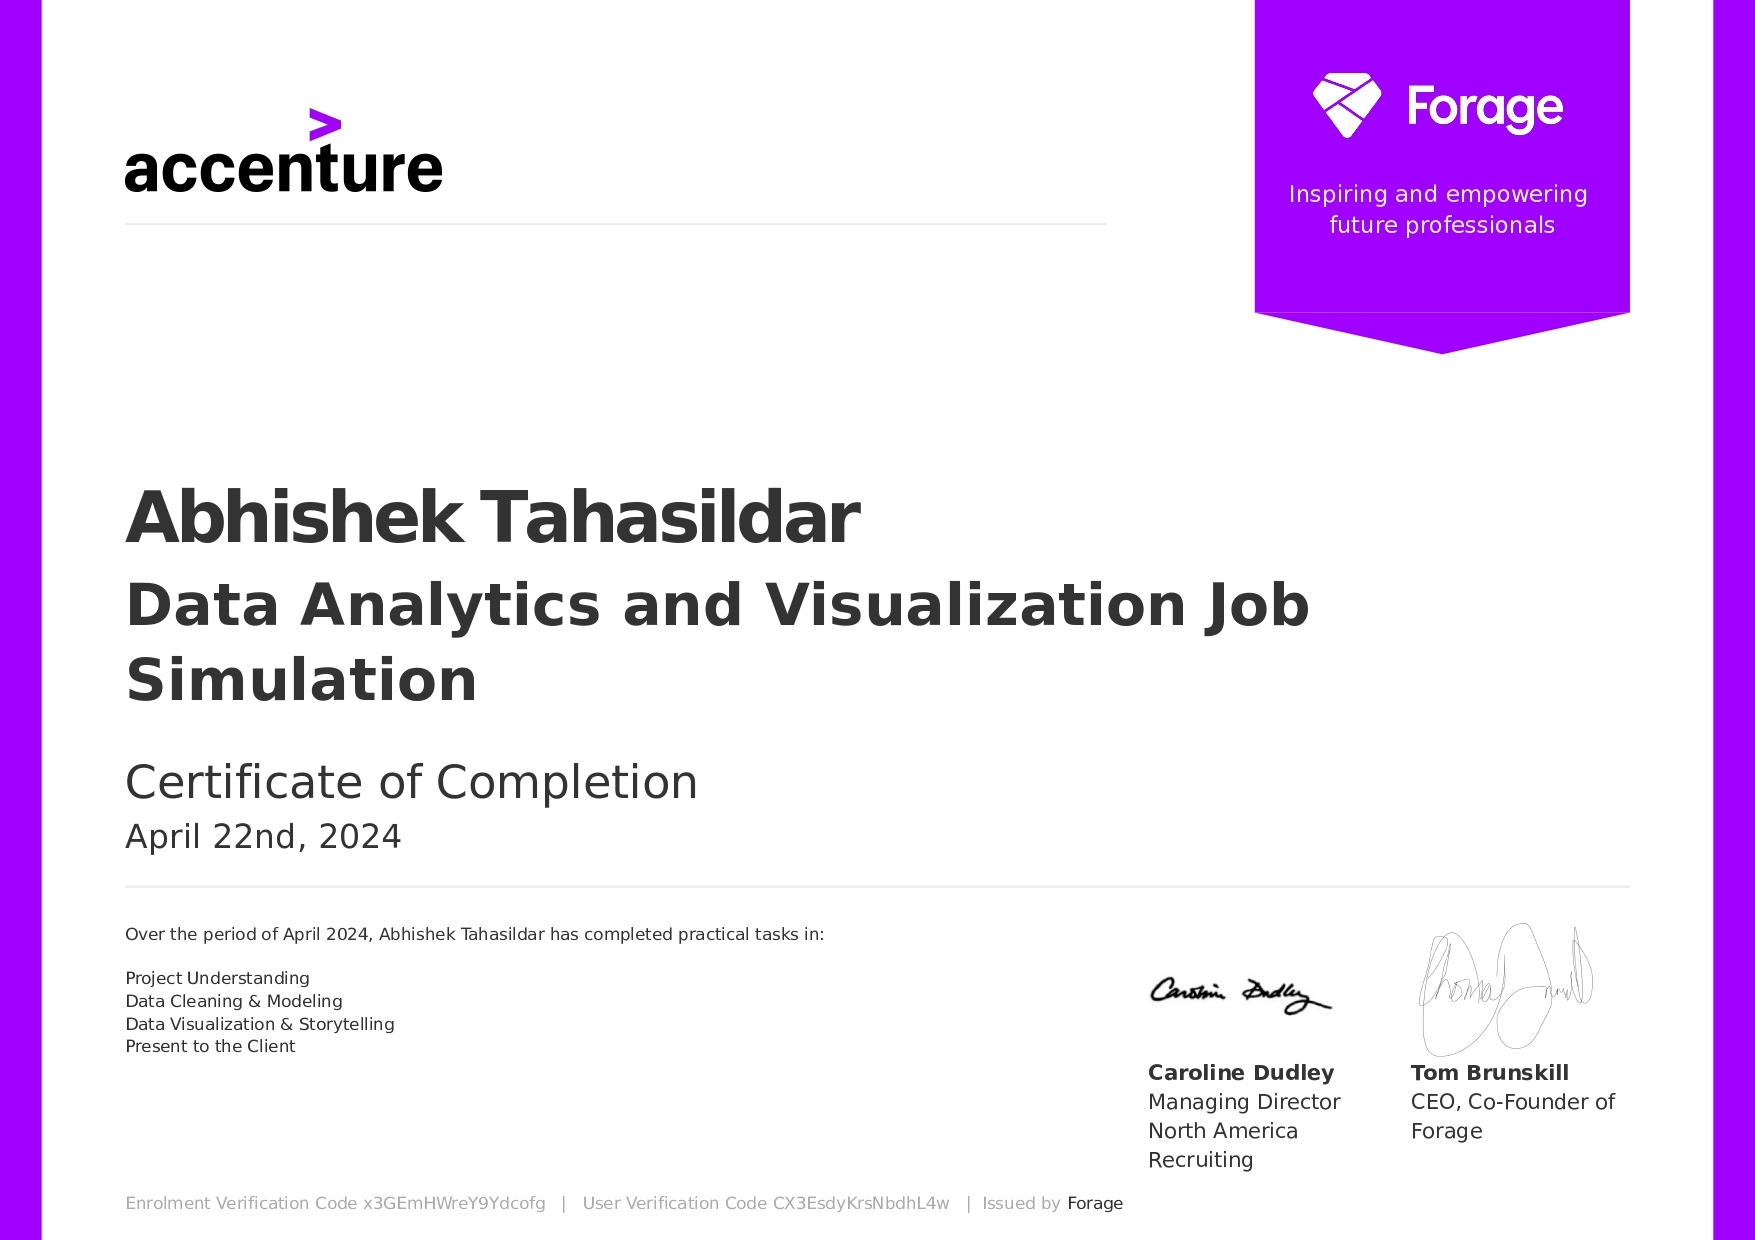 accenture
Forage
Inspiring and empowering
future professionals
Abhishek Tahasildar
Data Analytics and Visualization Job
Simulation
Certificate of Completion
April 22nd, 2024
Over the period of April 2024, Abhishek Tahasildar has completed practical tasks in:
Project Understanding
Data Cleaning & Modeling
Data Visualization & Storytelling
Present to the Client
Caroline Dudley
Caroline Dudley
Managing Director
North America
Recruiting
Tom Brunskill
CEO, Co-Founder of
Forage
Enrolment Verification Code x3GEmHWreY9Ydcofg | User Verification Code CX3EsdyKrsNbdhL4w | Issued by Forage